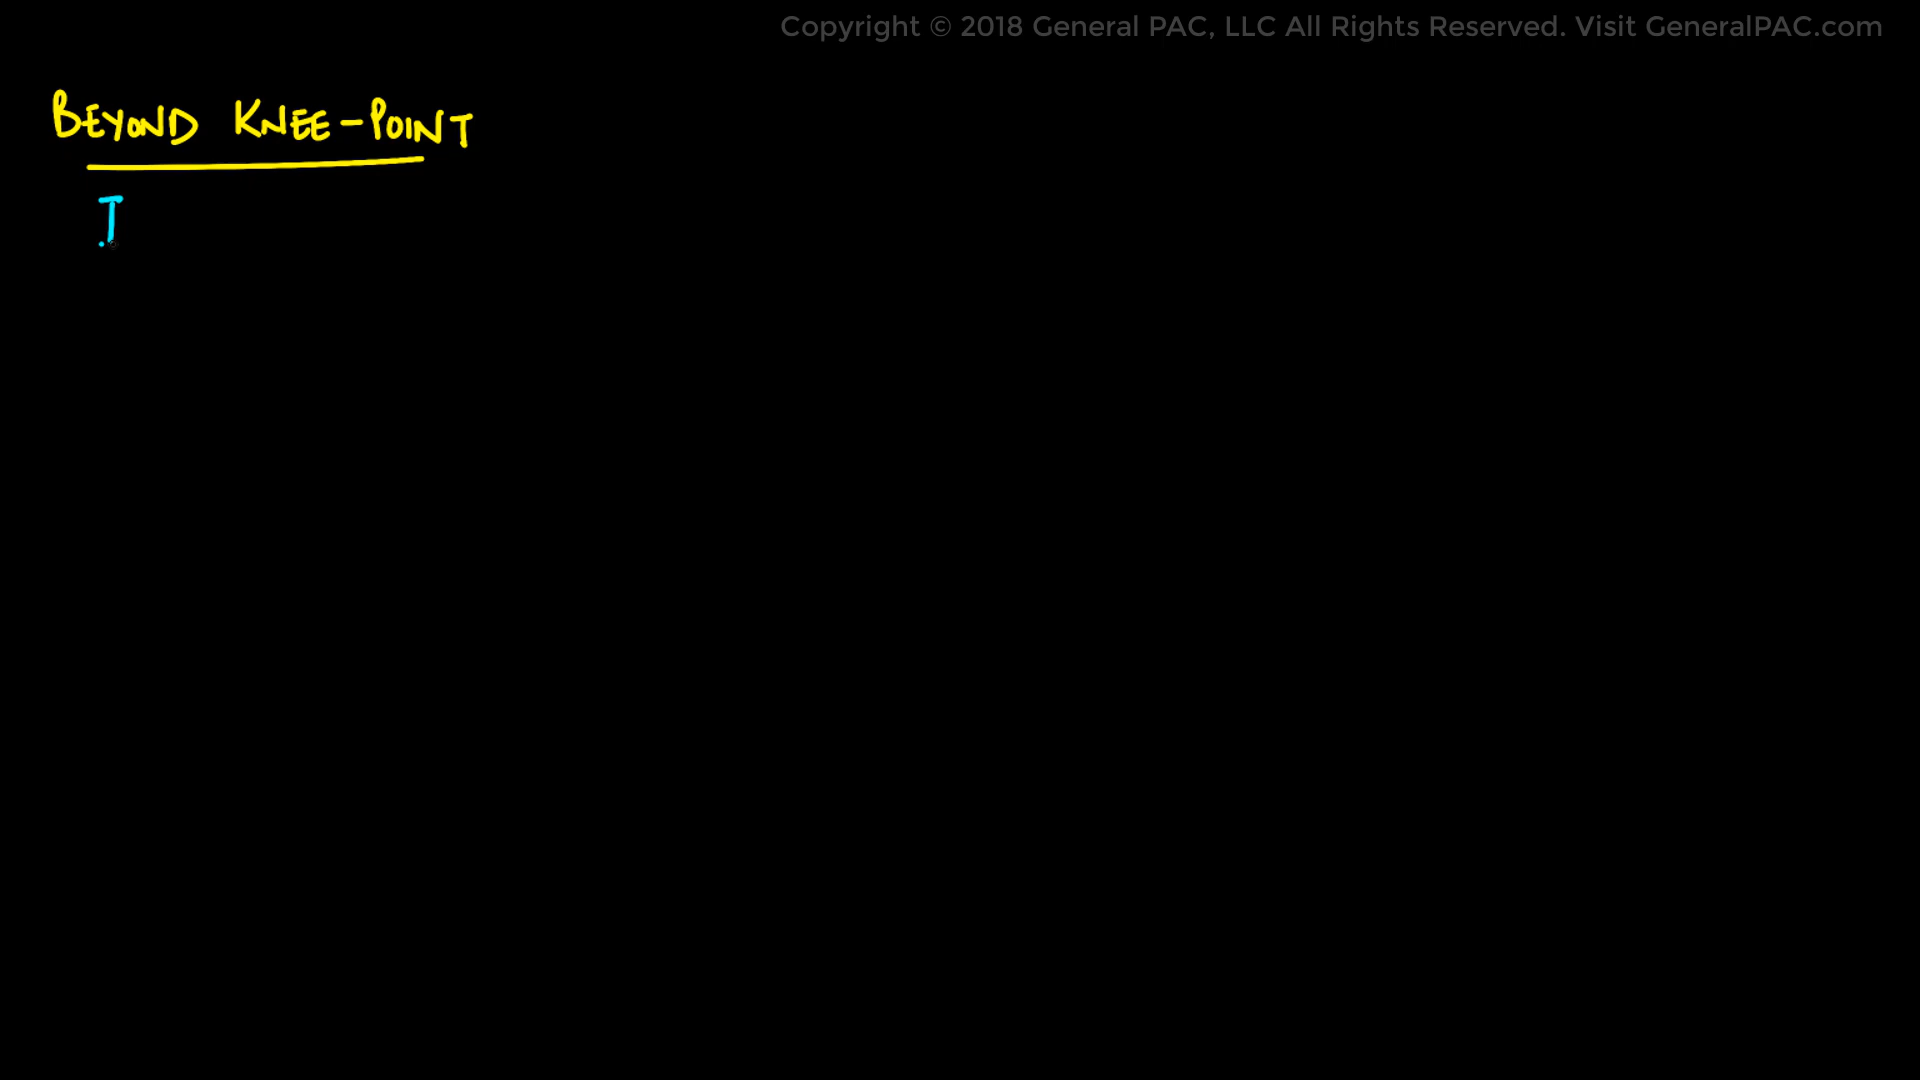 Copyright © 2018 General PAC, LLC All Rights Reserved. Visit GeneralPAC.com
BEYOND KNEE-POINT
I